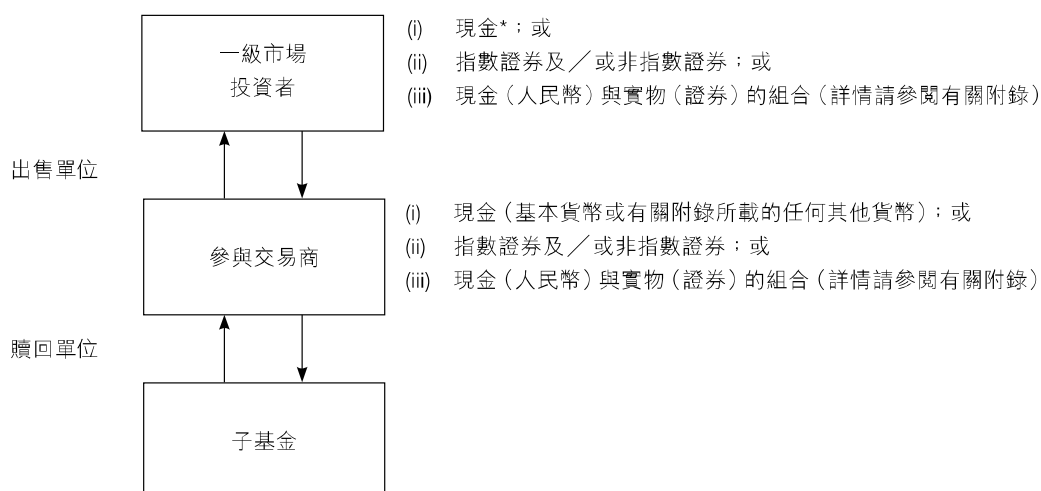 一級市場
投資者
(i) 現金*；或
(ii) 指數證券及／或非指數證券；或
(iii) 現金（人民幣）與實物（證券）的組合（詳情請參閱有關附錄）
出售單位
參與交易商
(i) 現金（基本貨幣或有關附錄所載的任何其他貨幣）；或
(ii) 指數證券及／或非指數證券；或
(iii) 現金（人民幣）與實物（證券）的組合（詳情請參閱有關附錄）
贖回單位
子基金